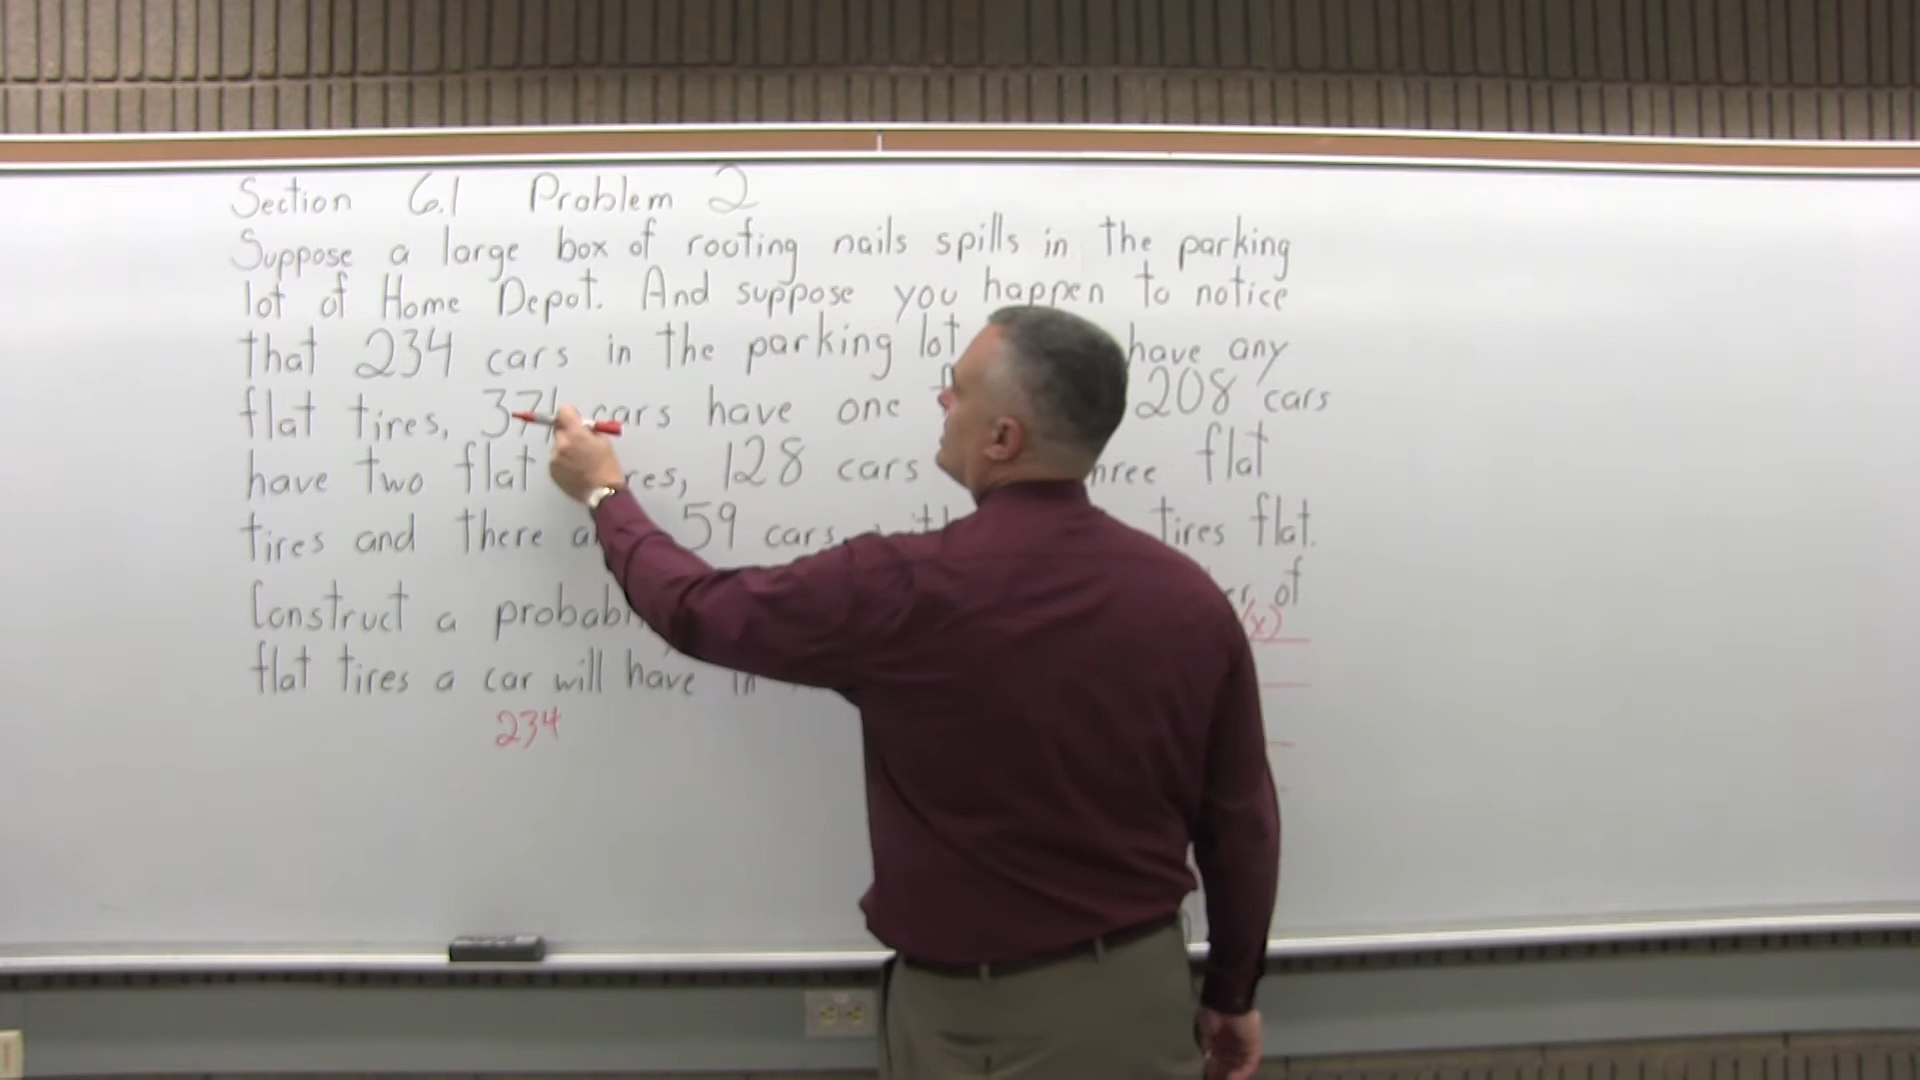 Section 6.1 Problem 2
Suppose a large box of roofing nails spills in the parking
lot of Home Depot. And suppose you happen to notice
that 234 cars in the parking lot have any
flat tires, cars have one 208 cars
have two flat 128 cars flat
tires and there 59 cars tires flat.
Construct a of
(x)
flat tires a car will have in
234